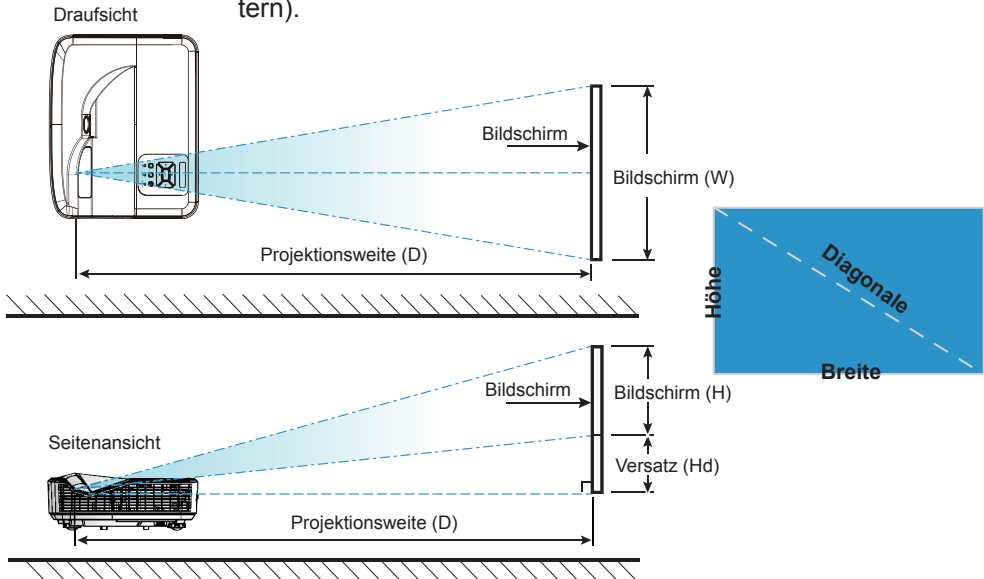 tern).
Draufsicht
Bildschirm
Bildschirm (W)
Projektionsweite (D)
Höhe
Diagonale
Breite
Bildschirm
Bildschirm (H)
Seitenansicht
Versatz (Hd)
Projektionsweite (D)